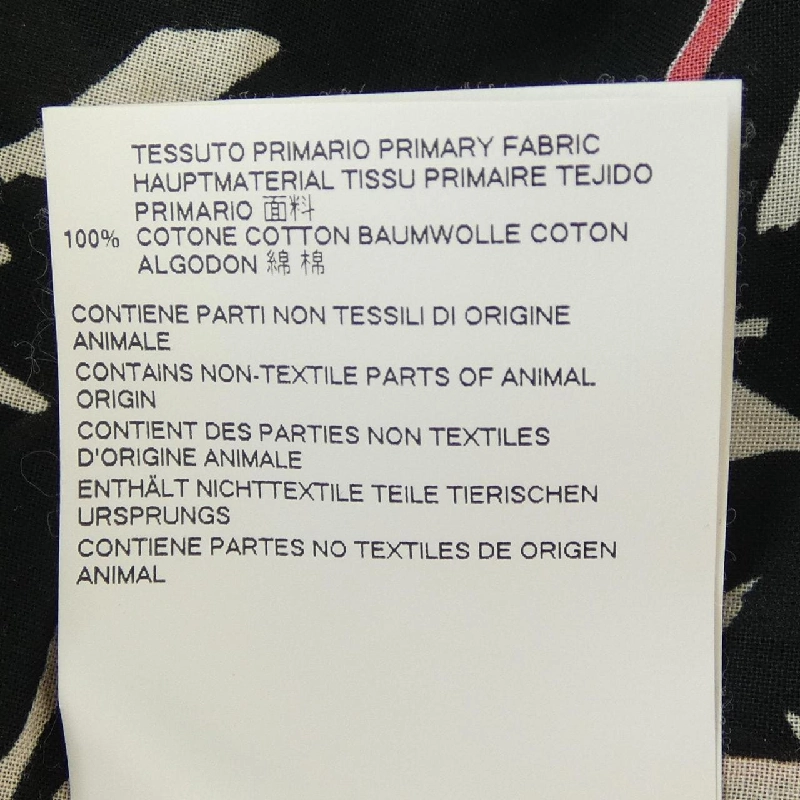 TESSUTO PRIMARIO PRIMARY FABRIC
HAUPTMATERIAL TISSU PRIMAIRE TEJIDO
PRIMARIO 面料
100% COTONE COTTON BAUMWOLLE COTON
ALGODON 綿 棉
CONTIENE PARTI NON TESSILI DI ORIGINE
ANIMALE
CONTAINS NON-TEXTILE PARTS OF ANIMAL
ORIGIN
CONTIENT DES PARTIES NON TEXTILES
D'ORIGINE ANIMALE
ENTHÄLT NICHTTEXTILE TEILE TIERISCHEN
URSPRUNGS
CONTIENE PARTES NO TEXTILES DE ORIGEN
ANIMAL